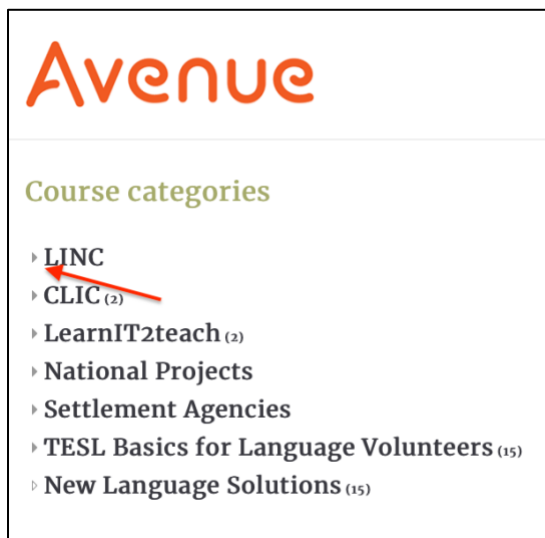 Avenue
Course categories
LINC
CLIC (2)
LearnIT2teach (2)
National Projects
Settlement Agencies
TESL Basics for Language Volunteers (15)
New Language Solutions (15)